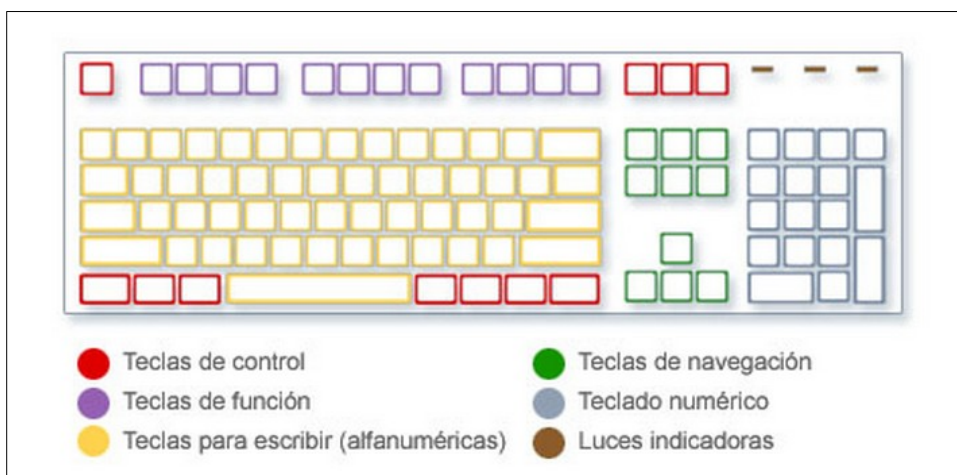 Teclas de control
Teclas de función
Teclas para escribir (alfanuméricas)
Teclas de navegación
Teclado numérico
Luces indicadoras